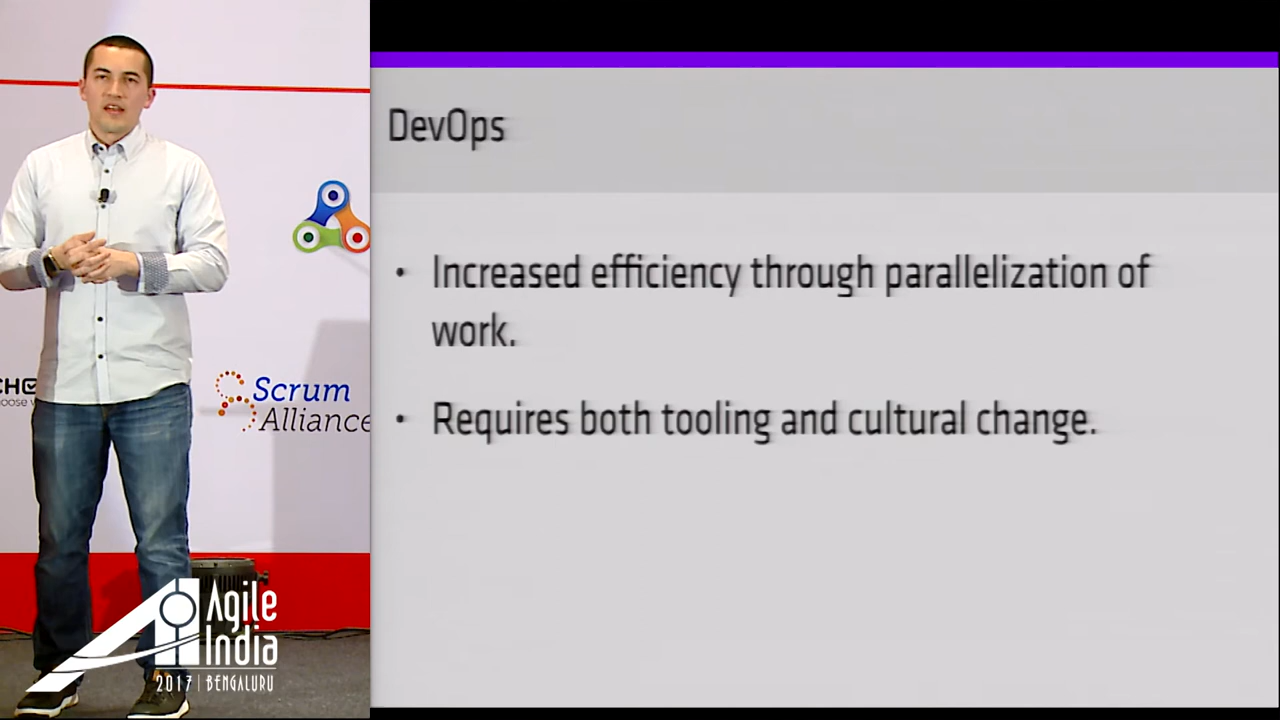 DevOps
• Increased efficiency through parallelization of
work.
• Requires both tooling and cultural change.
Scrum
Alliance
Agile
India
2017 | BENGALURU